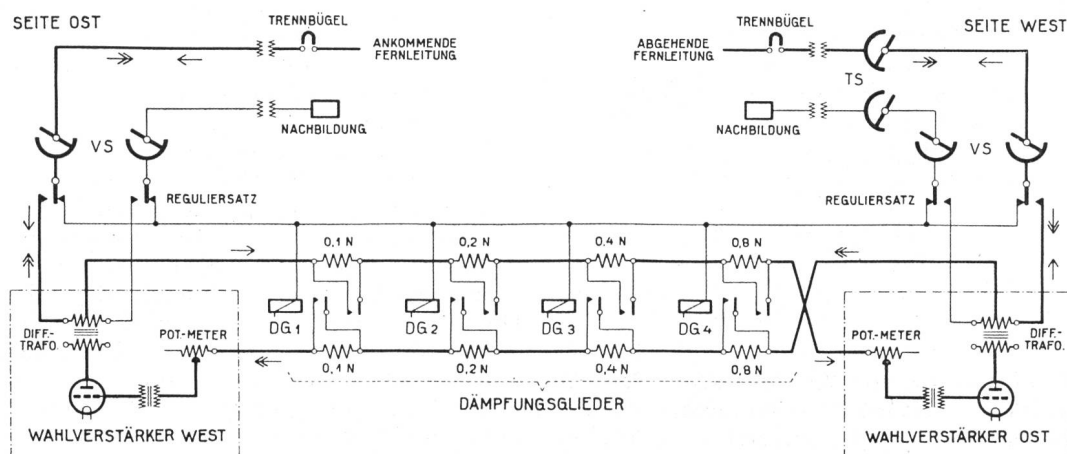 SEITE OST
TRENNBÜGEL
ANKOMMENDE
FERNLEITUNG
TRENNBÜGEL
ABGEHENDE
FERNLEITUNG
SEITE WEST
TS
NACHBILDUNG
NACHBILDUNG
VS
VS
REGULIERSATZ
REGULIERSATZ
0,1 N
0,2 N
0.4 N
0,8 N
DIFF.-
TRAFO.
POT.-METER
DG.1
DG.2
DG.3
DG.4
POT.-METER
DIFF.-
TRAFO.
0,1 N
0,2 N
0,4 N
0,8 N
DÄMPFUNGSGLIEDER
WAHLVERSTÄRKER WEST
WAHLVERSTÄRKER OST